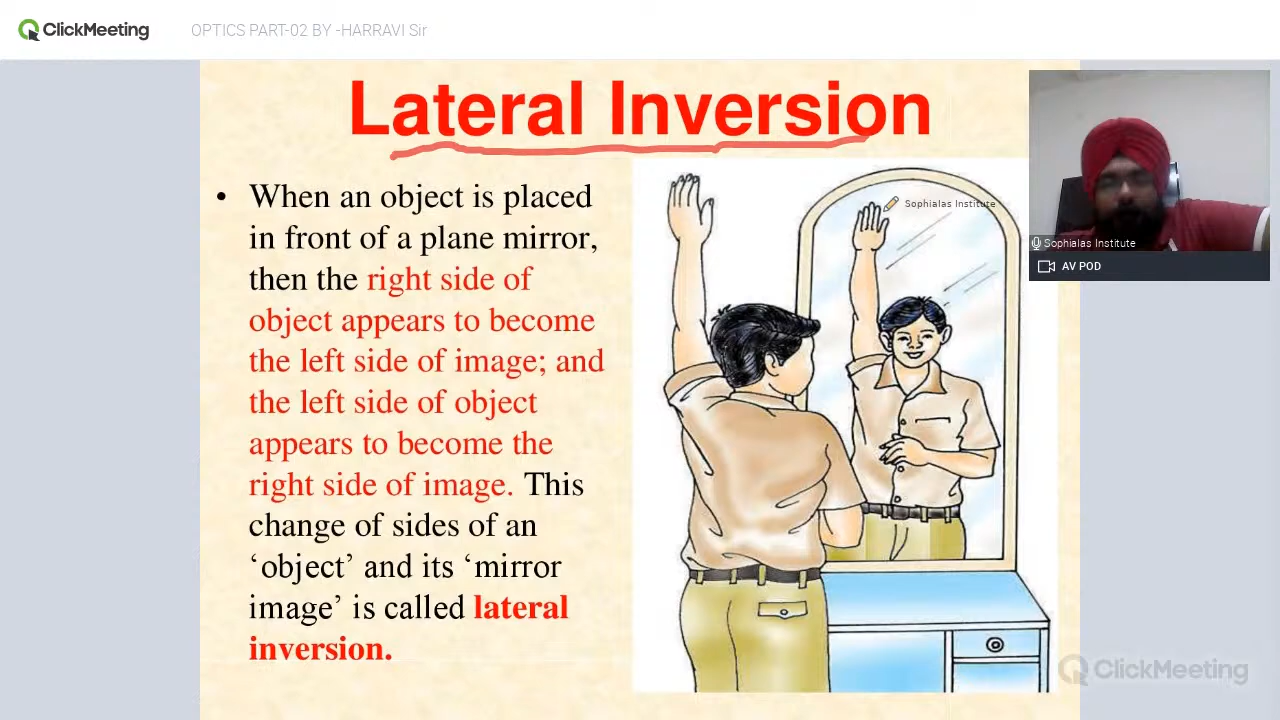 ClickMeeting
OPTICS PART-02 BY -HARRAVI Sir
Lateral Inversion
• When an object is placed
in front of a plane mirror,
then the right side of
object appears to become
the left side of image; and
the left side of object
appears to become the
right side of image. This
change of sides of an
‘object’ and its ‘mirror
image’ is called lateral
inversion.
Sophialas Institute
Sophialas Institute
AV POD
ClickMeeting